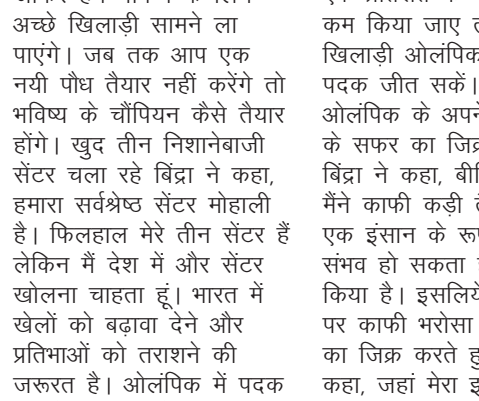 अच्छे खिलाड़ी सामने ला
पाएंगे। जब तक आप एक
नयी पौध तैयार नहीं करेंगे तो
भविष्य के चौंपियन कैसे तैयार
होंगे। खुद तीन निशानेबाजी
सेंटर चला रहे बिंद्रा ने कहा,
हमारा सर्वश्रेष्ठ सेंटर मोहाली
है। फिलहाल मेरे तीन सेंटर हैं
लेकिन मैं देश में और सेंटर
खोलना चाहता हूं। भारत में
खेलों को बढ़ावा देने और
प्रतिभाओं को तराशने की
जरूरत है। ओलंपिक में पदक
कम किया जाए
खिलाड़ी ओलंपिक
पदक जीत सकें।
ओलंपिक के अपने
के सफर का
बिंद्रा ने कहा,
मैंने काफी कड़ी
एक इंसान के
संभव हो सकता
किया है। इसलिये
पर काफी भरोसा
का जिक्र करते
कहा, जहां मेरा